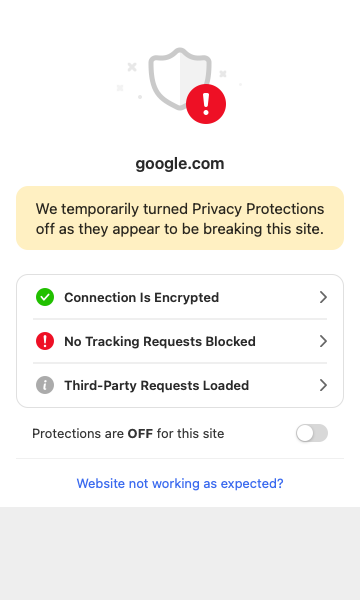 google.com
We temporarily turned Privacy Protections
off as they appear to be breaking this site.
Connection Is Encrypted
No Tracking Requests Blocked
Third-Party Requests Loaded
Protections are OFF for this site
Website not working as expected?